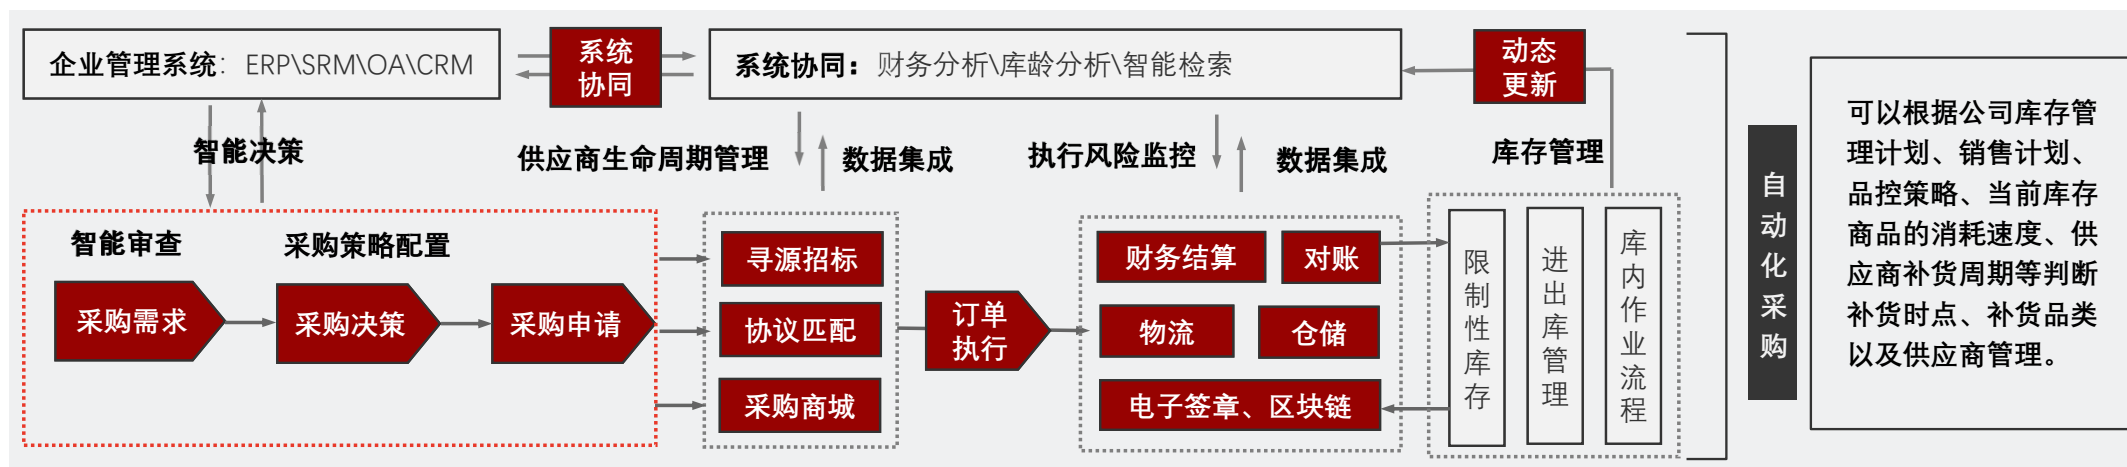 企业管理系统：ERP\SRM\OA\CRM
系统
协同
系统协同：财务分析\库龄分析\智能检索
动态
更新
智能决策
供应商生命周期管理
数据集成
执行风险监控
数据集成
库存管理
智能审查
采购策略配置
采购需求
采购决策
采购申请
寻源招标
协议匹配
采购商城
订单
执行
财务结算
对账
物流
仓储
电子签章、区块链
限制性库存
进出库管理
库内作业流程
自动化采购
可以根据公司库存管
理计划、销售计划、
品控策略、当前库存
商品的消耗速度、供
应商补货周期等判断
补货时点、补货品类
以及供应商管理。